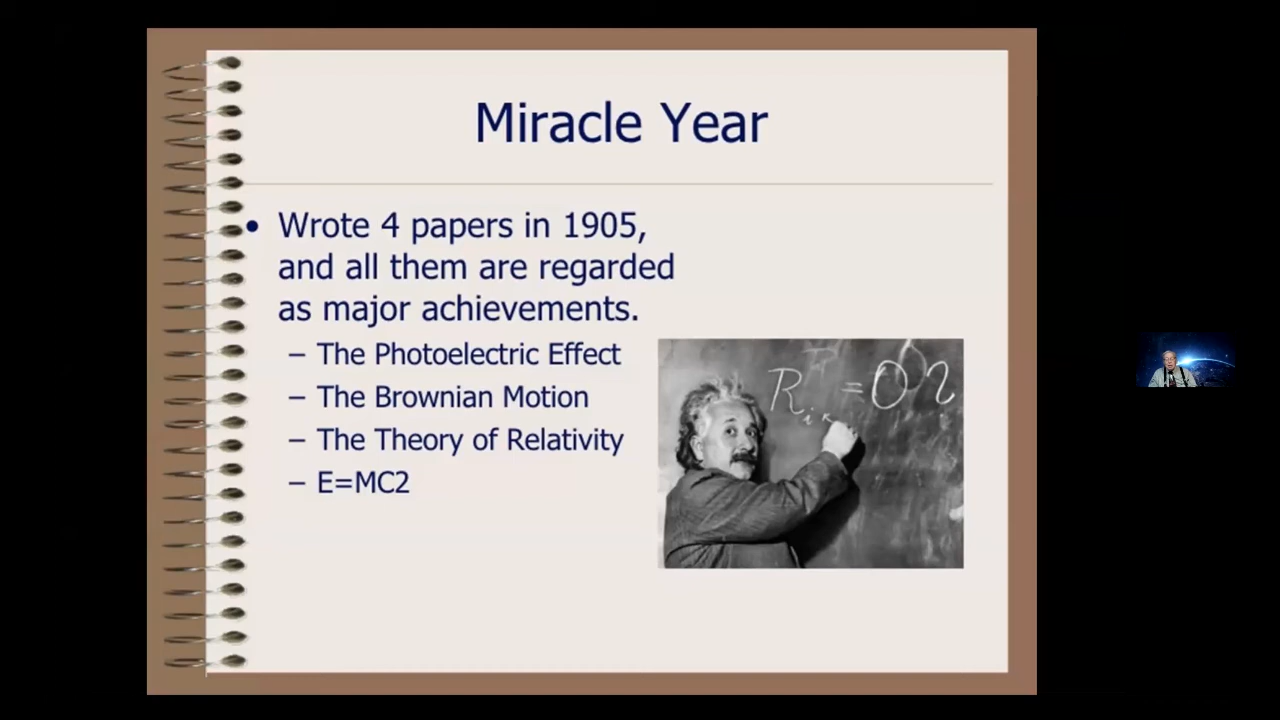 Miracle Year
• Wrote 4 papers in 1905,
and all them are regarded
as major achievements.
– The Photoelectric Effect
– The Brownian Motion
– The Theory of Relativity
– E=MC2